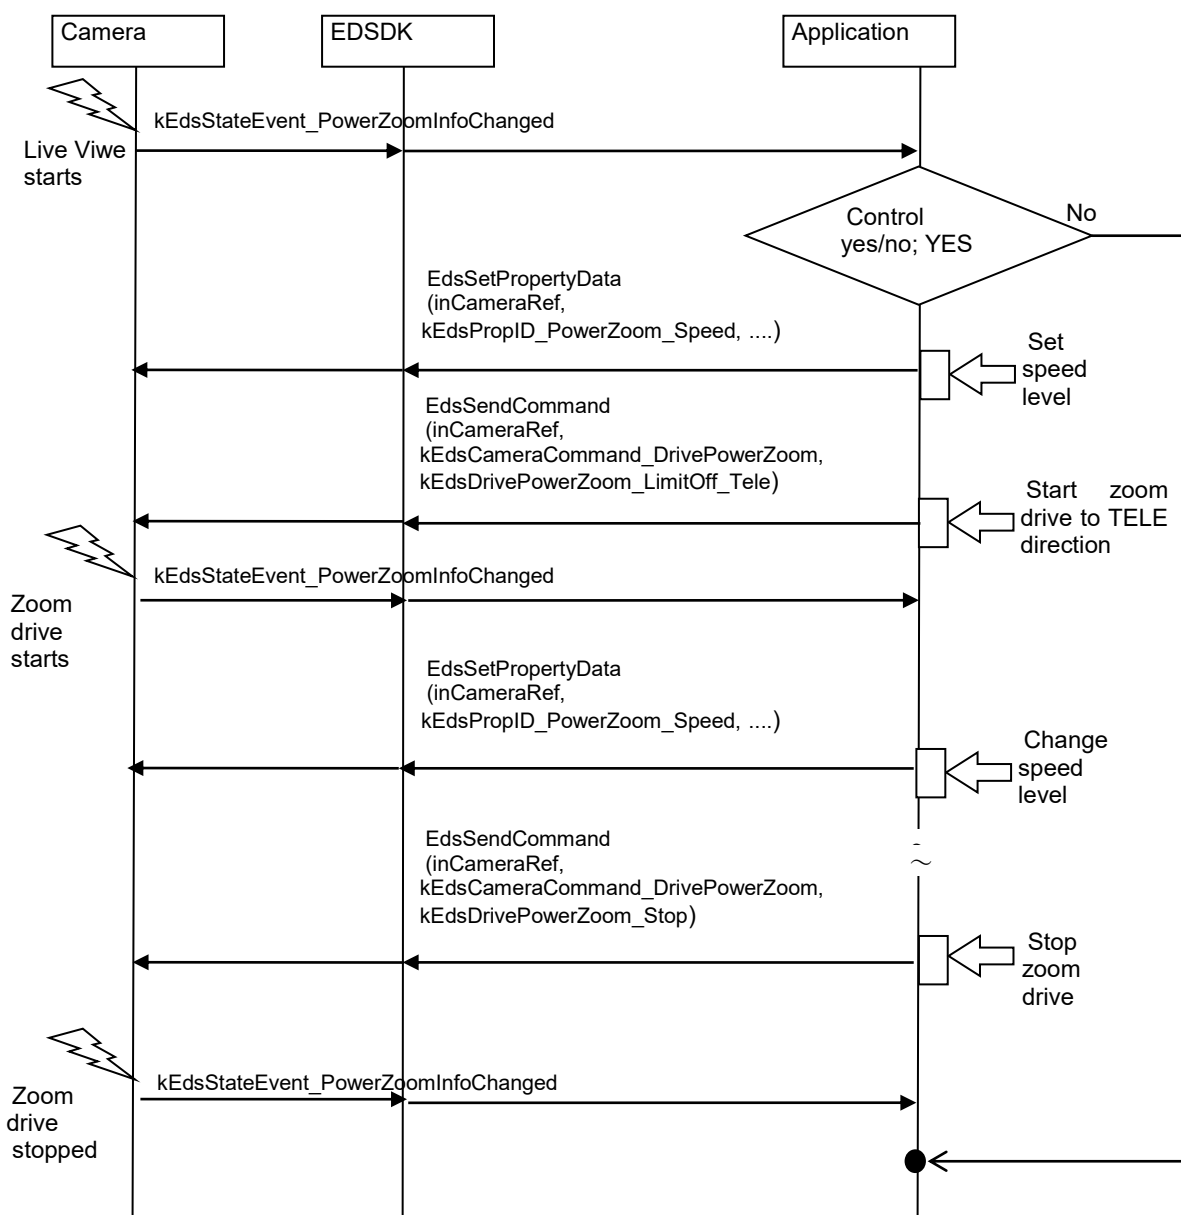 Camera
EDSDK
Application
kEdsStateEvent_PowerZoomInfoChanged
Live Viwe
starts
Control
yes/no; YES
No
EdsSetPropertyData
(inCameraRef,
kEdsPropID_PowerZoom_Speed, ....)
Set
speed
level
EdsSendCommand
(inCameraRef,
kEdsCameraCommand_DrivePowerZoom,
kEdsDrivePowerZoom_LimitOff_Tele)
Start zoom
drive to TELE
direction
kEdsStateEvent_PowerZoomInfoChanged
Zoom
drive
starts
EdsSetPropertyData
(inCameraRef,
kEdsPropID_PowerZoom_Speed, ....)
Change
speed
level
EdsSendCommand
(inCameraRef,
kEdsCameraCommand_DrivePowerZoom,
kEdsDrivePowerZoom_Stop)
~
Stop
zoom
drive
kEdsStateEvent_PowerZoomInfoChanged
Zoom
drive
stopped